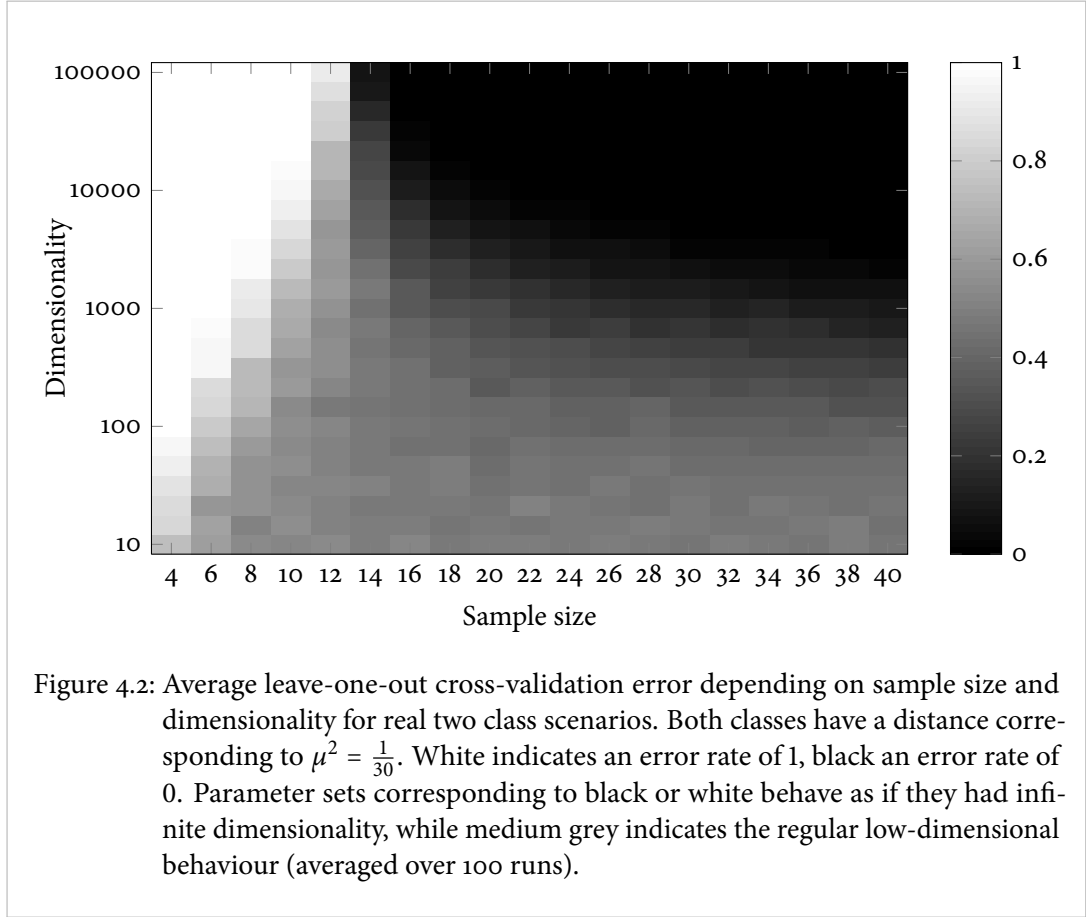 100000
10000
1000
100
10
Dimensionality
4 6 8 10 12 14 16 18 20 22 24 26 28 30 32 34 36 38 40
Sample size
1
0.8
0.6
0.4
0.2
0
Figure 4.2: Average leave-one-out cross-validation error depending on sample size and
dimensionality for real two class scenarios. Both classes have a distance corre-
sponding to μ² = 1/30. White indicates an error rate of 1, black an error rate of
0. Parameter sets corresponding to black or white behave as if they had infi-
nite dimensionality, while medium grey indicates the regular low-dimensional
behaviour (averaged over 100 runs).